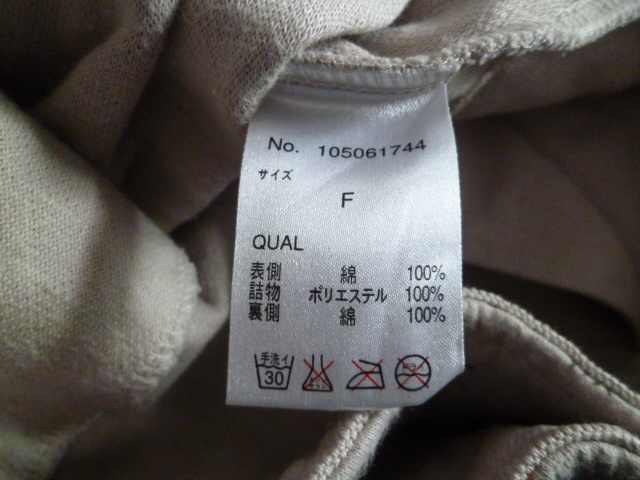 No. 105061744
サイズ
F
QUAL
表側 綿 100%
詰物 ポリエステル 100%
裏側 綿 100%
手洗イ
30